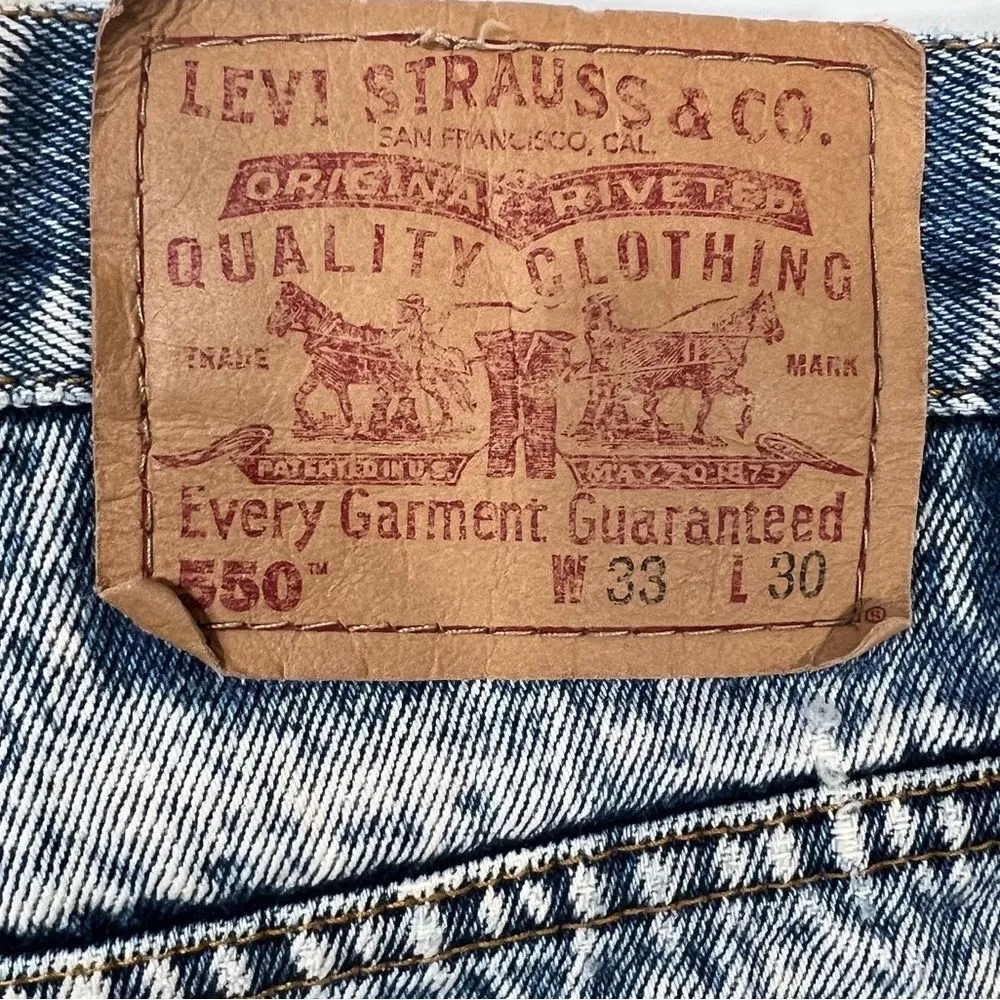 LEVI STRAUSS & CO.
SAN FRANCISCO, CAL.
ORIGINAL RIVETED
QUALITY CLOTHING
TRADE MARK
PATENTED IN U.S. MAY 20 1873
Every Garment Guaranteed
550™ W 33 L 30
®